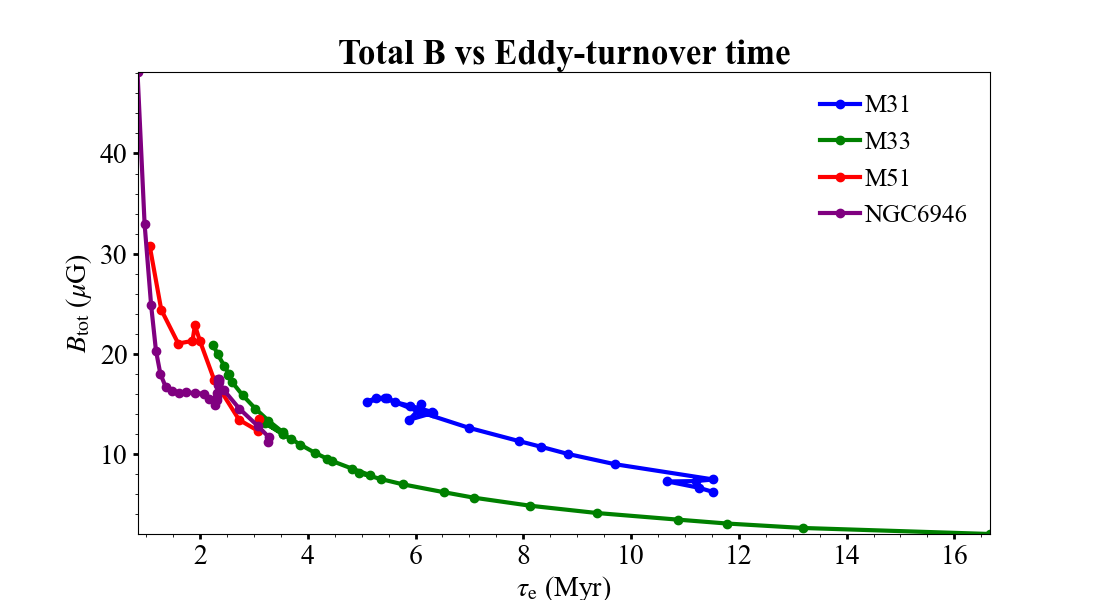 Total B vs Eddy-turnover time
M31
M33
M51
NGC6946
40
30
20
10
B_tot (μG)
2 4 6 8 10 12 14 16
τ_e (Myr)